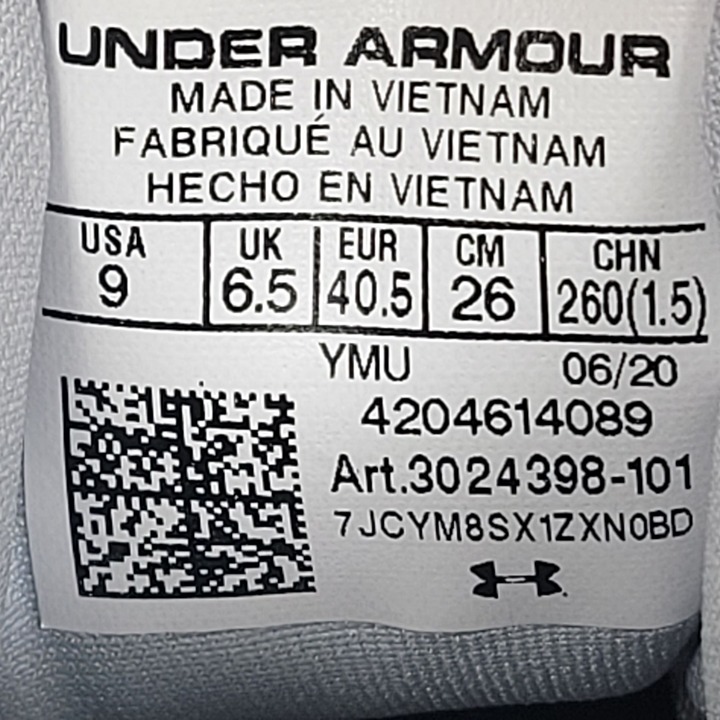 UNDER ARMOUR
MADE IN VIETNAM
FABRIQUÉ AU VIETNAM
HECHO EN VIETNAM
USA UK EUR CM CHN
9 6.5 40.5 26 260(1.5)
YMU 06/20
4204614089
Art.3024398-101
7JCYM8SX1ZXN0BD